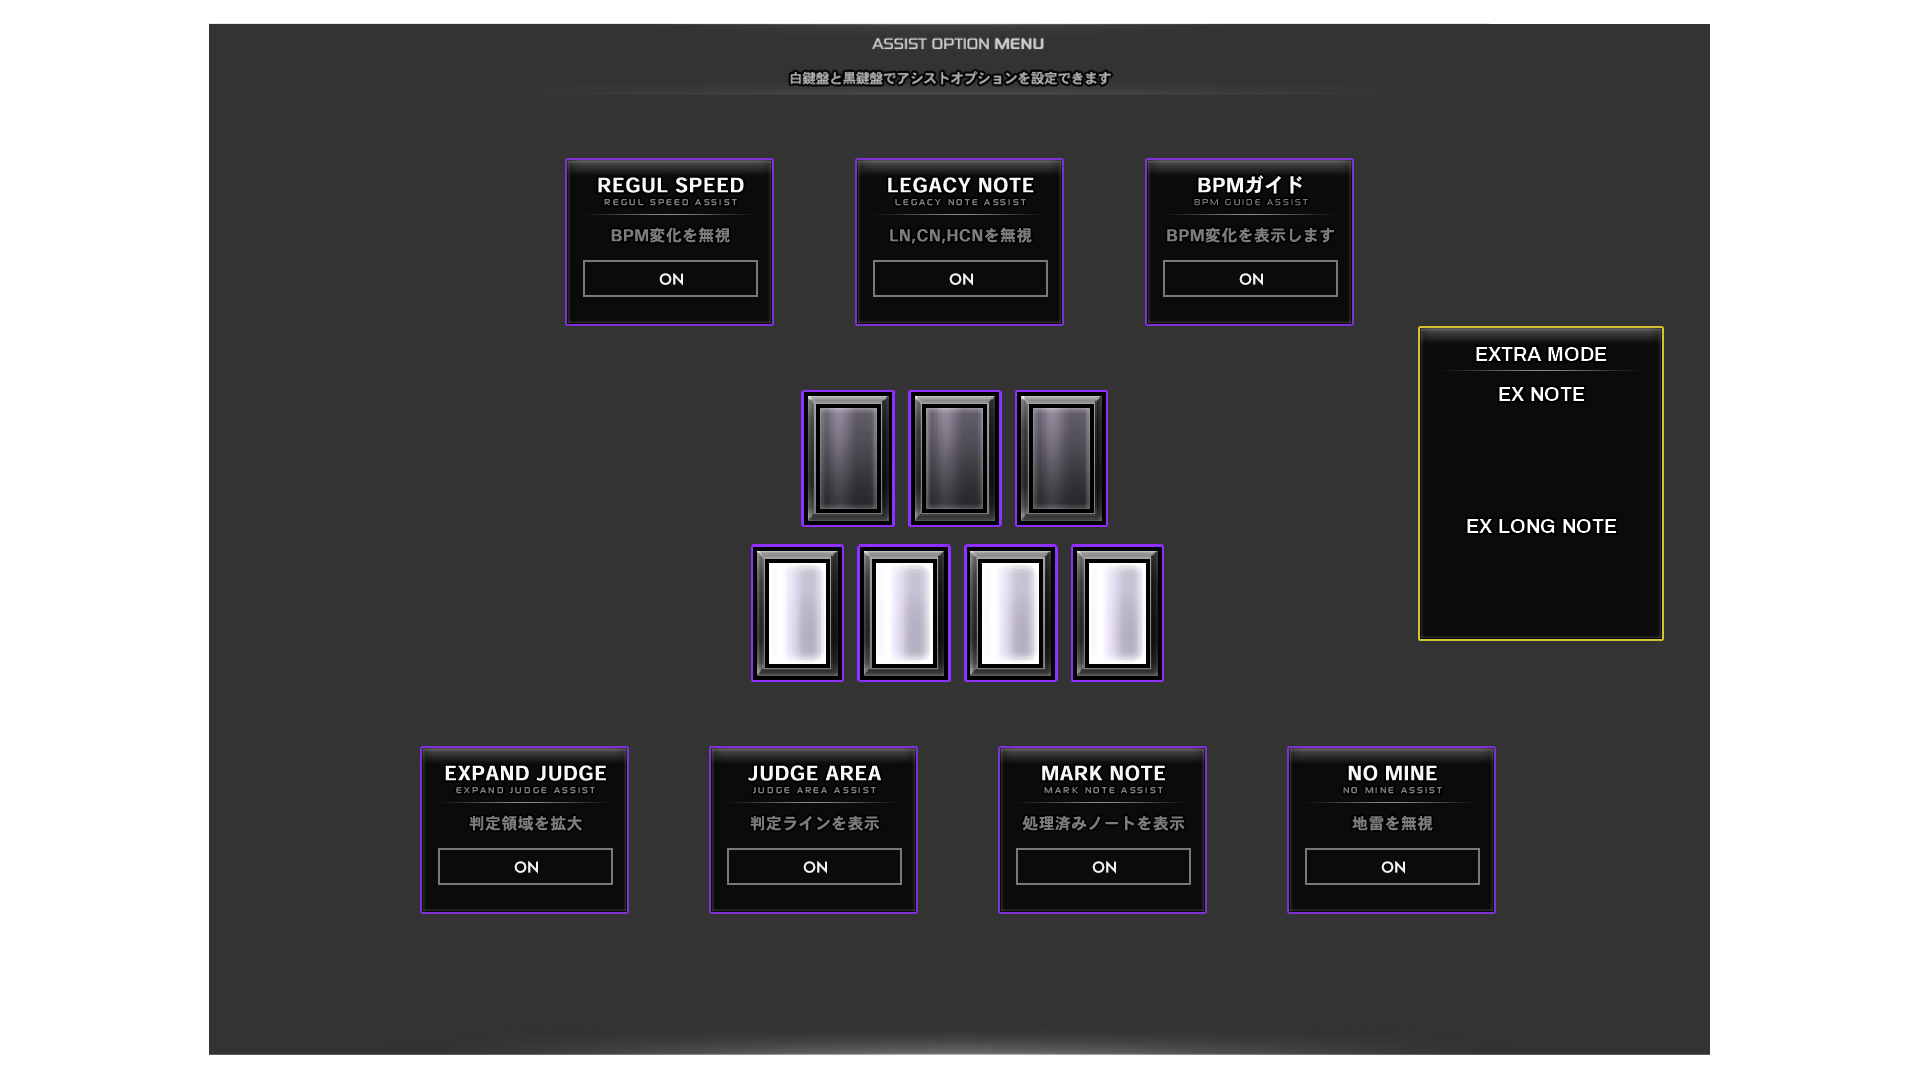 ASSIST OPTION MENU
白鍵盤と黒鍵盤でアシストオプションを設定できます
REGUL SPEED
REGUL SPEED ASSIST
BPM変化を無視
ON
LEGACY NOTE
LEGACY NOTE ASSIST
LN,CN,HCNを無視
ON
BPMガイド
BPM GUIDE ASSIST
BPM変化を表示します
ON
EXTRA MODE
EX NOTE
EX LONG NOTE
EXPAND JUDGE
EXPAND JUDGE ASSIST
判定領域を拡大
ON
JUDGE AREA
JUDGE AREA ASSIST
判定ラインを表示
ON
MARK NOTE
MARK NOTE ASSIST
処理済みノートを表示
ON
NO MINE
NO MINE ASSIST
地雷を無視
ON